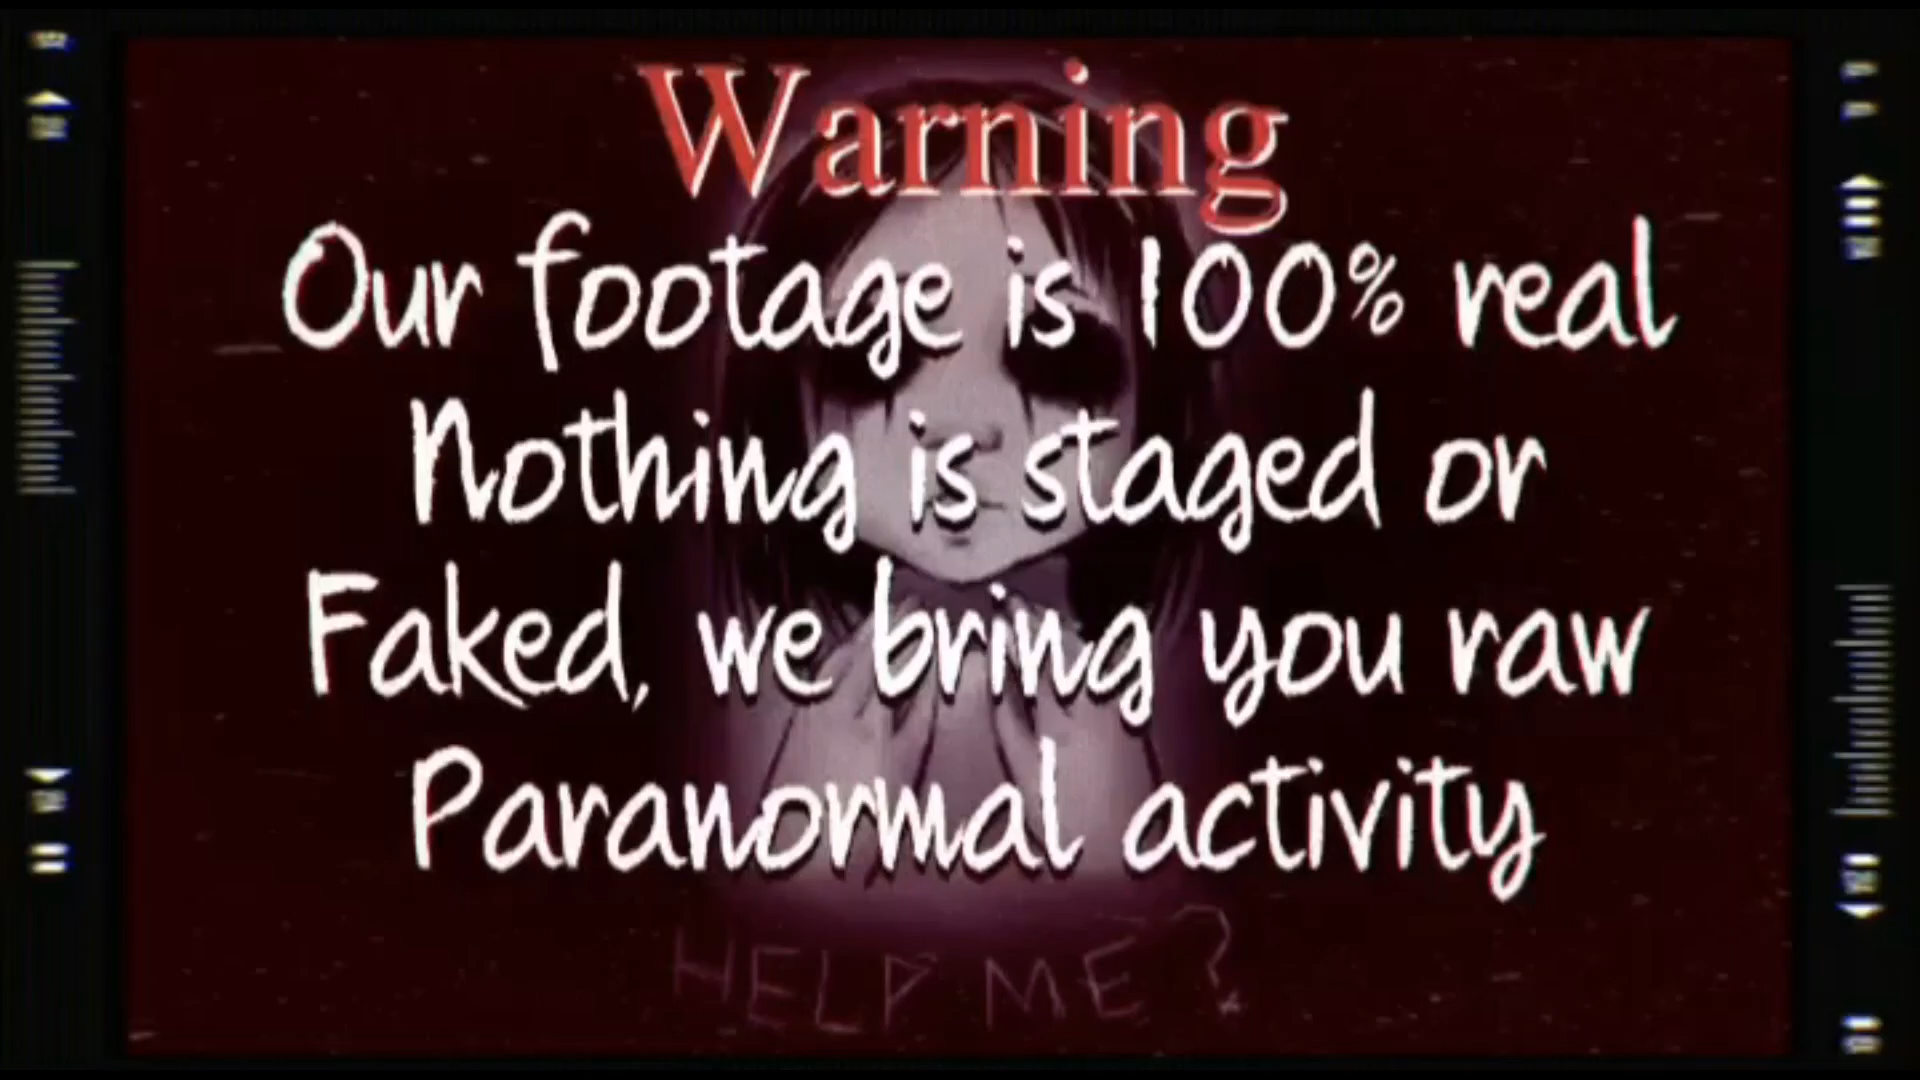 Warning
Our footage is 100% real
Nothing is staged or
Faked, we bring you raw
Paranormal activity
HELP ME?